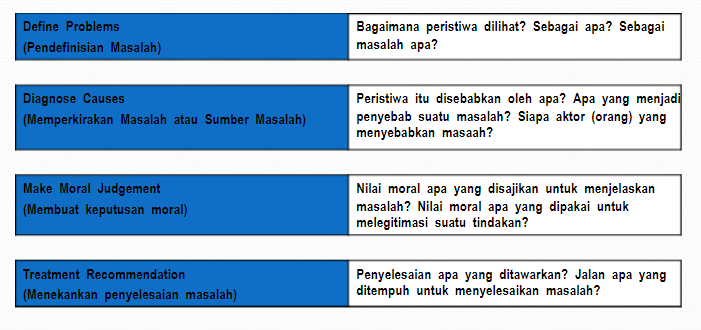 Define Problems
(Pendefinisian Masalah)
Bagaimana peristiwa dilihat? Sebagai apa? Sebagai
masalah apa?
Diagnose Causes
(Memperkirakan Masalah atau Sumber Masalah)
Peristiwa itu disebabkan oleh apa? Apa yang menjadi
penyebab suatu masalah? Siapa aktor (orang) yang
menyebabkan masaah?
Make Moral Judgement
(Membuat keputusan moral)
Nilai moral apa yang disajikan untuk menjelaskan
masalah? Nilai moral apa yang dipakai untuk
melegitimasi suatu tindakan?
Treatment Recommendation
(Menekankan penyelesaian masalah)
Penyelesaian apa yang ditawarkan? Jalan apa yang
ditempuh untuk menyelesaikan masalah?